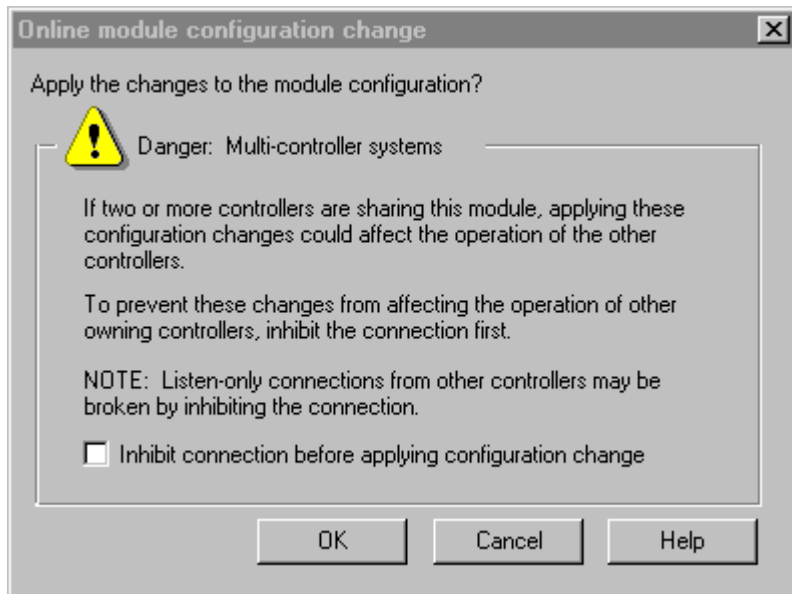 Online module configuration change
Apply the changes to the module configuration?
Danger: Multi-controller systems
If two or more controllers are sharing this module, applying these
configuration changes could affect the operation of the other
controllers.
To prevent these changes from affecting the operation of other
owning controllers, inhibit the connection first.
NOTE: Listen-only connections from other controllers may be
broken by inhibiting the connection.
Inhibit connection before applying configuration change
OK Cancel Help